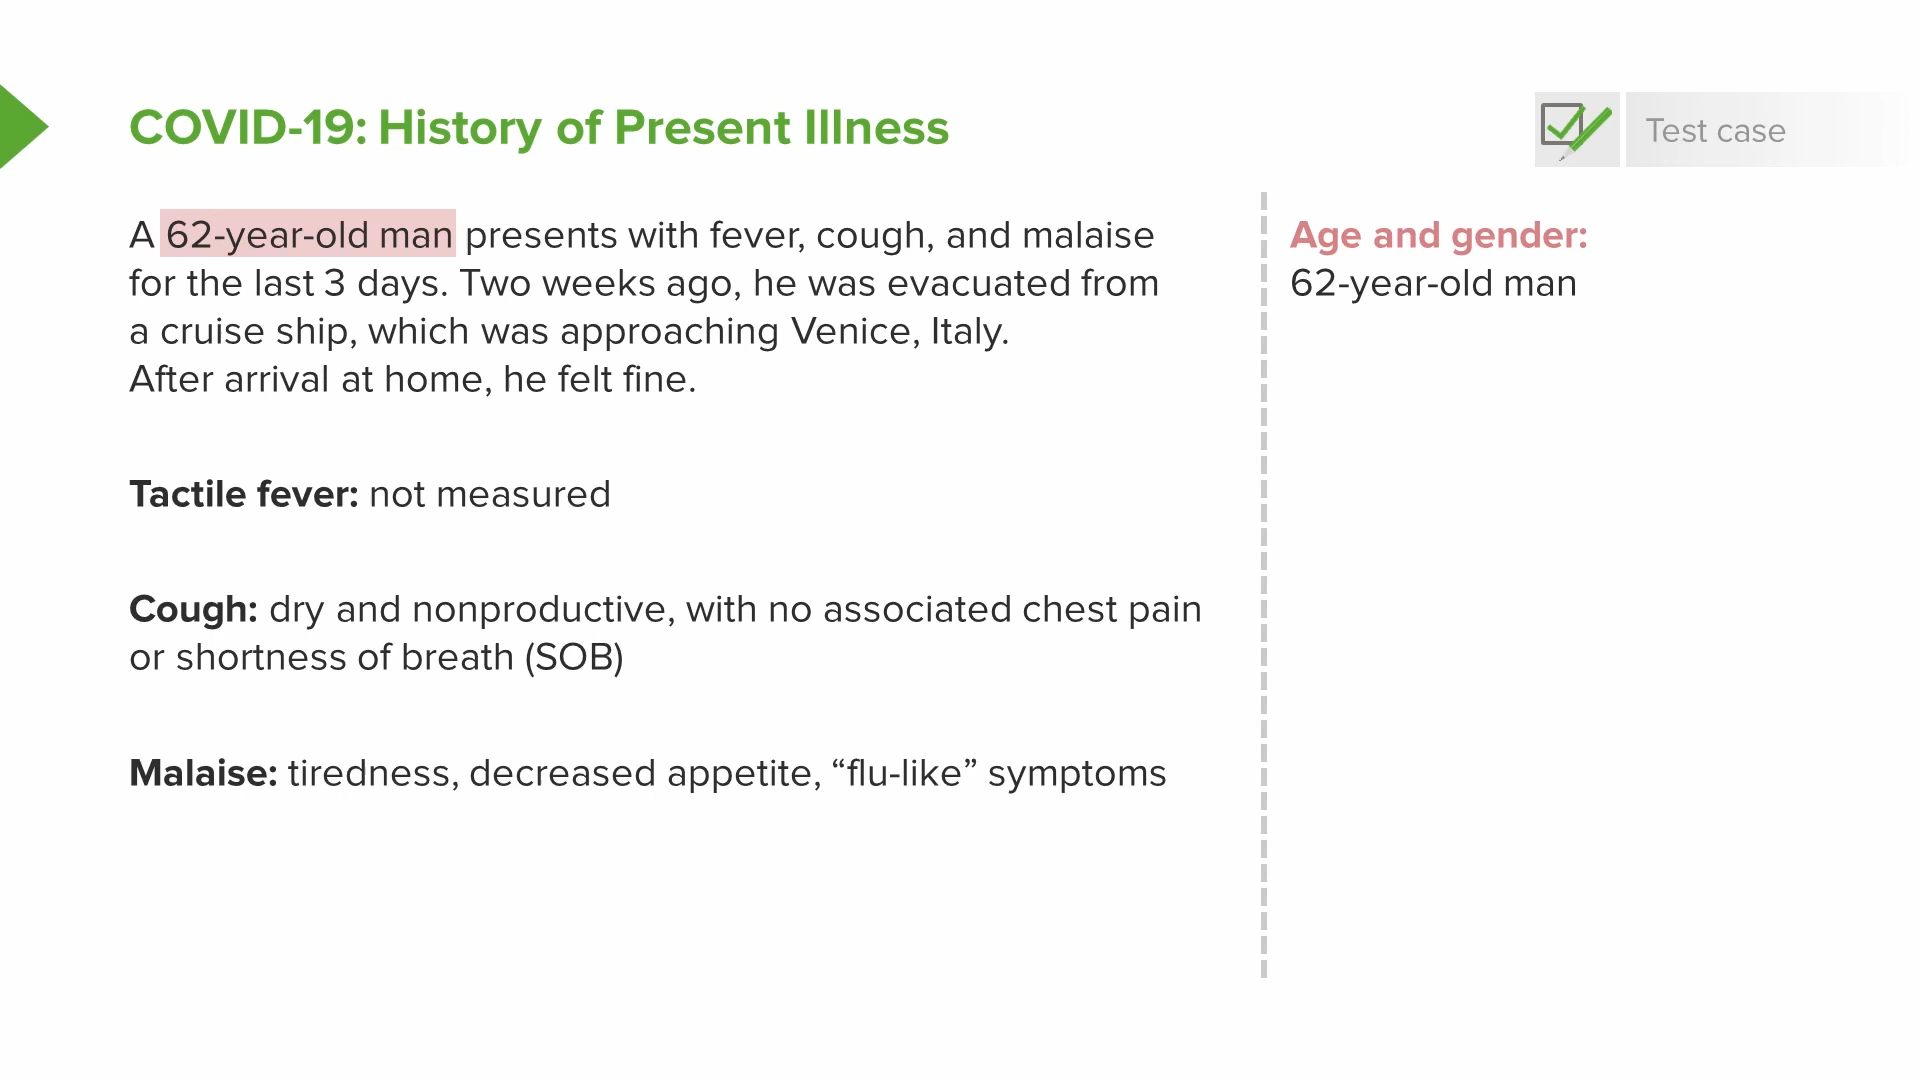 COVID-19: History of Present Illness
Test case
A 62-year-old man presents with fever, cough, and malaise
for the last 3 days. Two weeks ago, he was evacuated from
a cruise ship, which was approaching Venice, Italy.
After arrival at home, he felt fine.
Tactile fever: not measured
Cough: dry and nonproductive, with no associated chest pain
or shortness of breath (SOB)
Malaise: tiredness, decreased appetite, “flu-like” symptoms
Age and gender:
62-year-old man